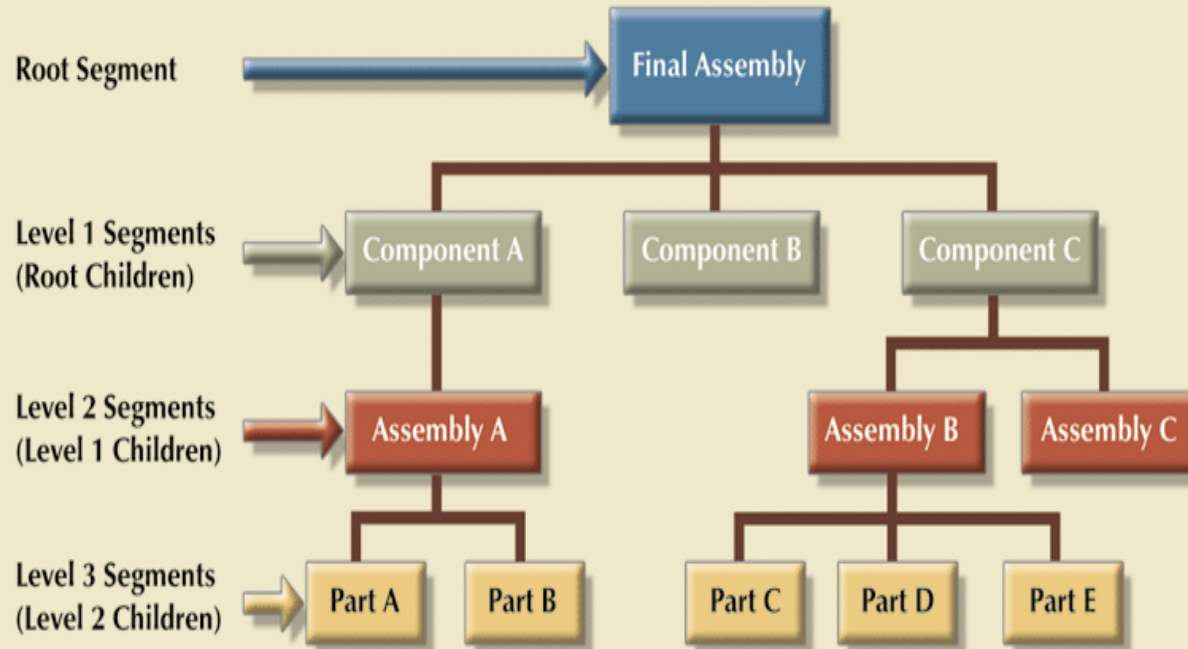 Root Segment
Final Assembly
Level 1 Segments
(Root Children)
Component A
Component B
Component C
Level 2 Segments
(Level 1 Children)
Assembly A
Assembly B
Assembly C
Level 3 Segments
(Level 2 Children)
Part A
Part B
Part C
Part D
Part E